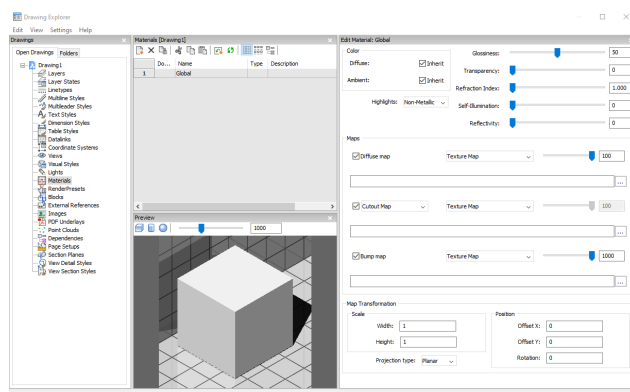 Drawing Explorer
Edit View Settings Help
Drawings
Open Drawings Folders
Drawing1
Layers
Layer States
Linetypes
Multiline Styles
Multileader Styles
Text Styles
Dimension Styles
Table Styles
Datalinks
Coordinate Systems
Views
Visual Styles
Lights
Materials
RenderPresets
Blocks
External References
Images
PDF Underlays
Point Clouds
Dependencies
Page Setups
Section Planes
View Detail Styles
View Section Styles
Materials [Drawing1]
Do... Name Type Description
1 Global
Preview
1000
Edit Material: Global
Color
Diffuse: Inherit
Ambient: Inherit
Highlights: Non-Metallic
Glossiness: 50
Transparency: 0
Refraction Index: 1.000
Self-Illumination: 0
Reflectivity: 0
Maps
Diffuse map Texture Map 100
...
Cutout Map Texture Map 100
...
Bump map Texture Map 1000
...
Map Transformation
Scale
Width: 1
Height: 1
Projection type: Planar
Position
Offset X: 0
Offset Y: 0
Rotation: 0